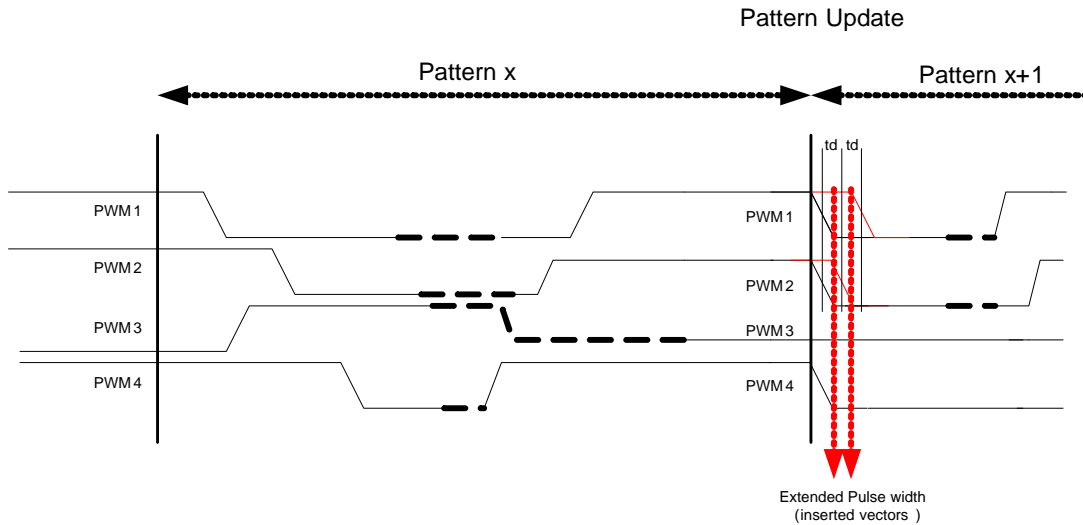 Pattern Update
Pattern x
Pattern x+1
td td
PWM1
PWM1
PWM2
PWM2
PWM3
PWM3
PWM4
PWM4
Extended Pulse width
(inserted vectors )